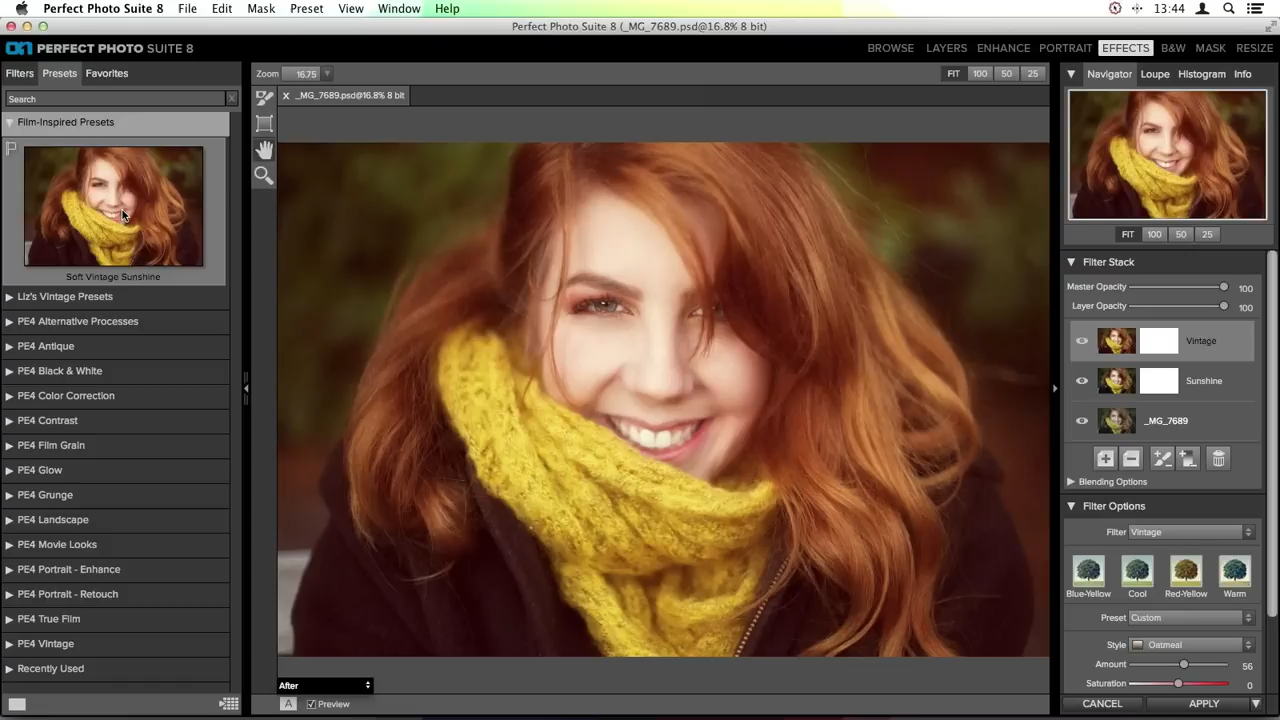 Perfect Photo Suite 8 File Edit Mask Preset View Window Help 13:44
Perfect Photo Suite 8 (_MG_7689.psd@16.8% 8 bit)
PERFECT PHOTO SUITE 8 BROWSE LAYERS ENHANCE PORTRAIT EFFECTS B&W MASK RESIZE
Filters Presets Favorites Zoom 16.75 FIT 100 50 25 Navigator Loupe Histogram Info
Search x _MG_7689.psd@16.8% 8 bit
Film-Inspired Presets
Soft Vintage Sunshine
Liz's Vintage Presets
PE4 Alternative Processes
PE4 Antique
PE4 Black & White
PE4 Color Correction
PE4 Contrast
PE4 Film Grain
PE4 Glow
PE4 Grunge
PE4 Landscape
PE4 Movie Looks
PE4 Portrait - Enhance
PE4 Portrait - Retouch
PE4 True Film
PE4 Vintage
Recently Used
After
A Preview
FIT 100 50 25
Filter Stack
Master Opacity 100
Layer Opacity 100
Vintage
Sunshine
_MG_7689
Blending Options
Filter Options
Filter Vintage
Blue-Yellow Cool Red-Yellow Warm
Preset Custom
Style Oatmeal
Amount 56
Saturation 0
CANCEL APPLY